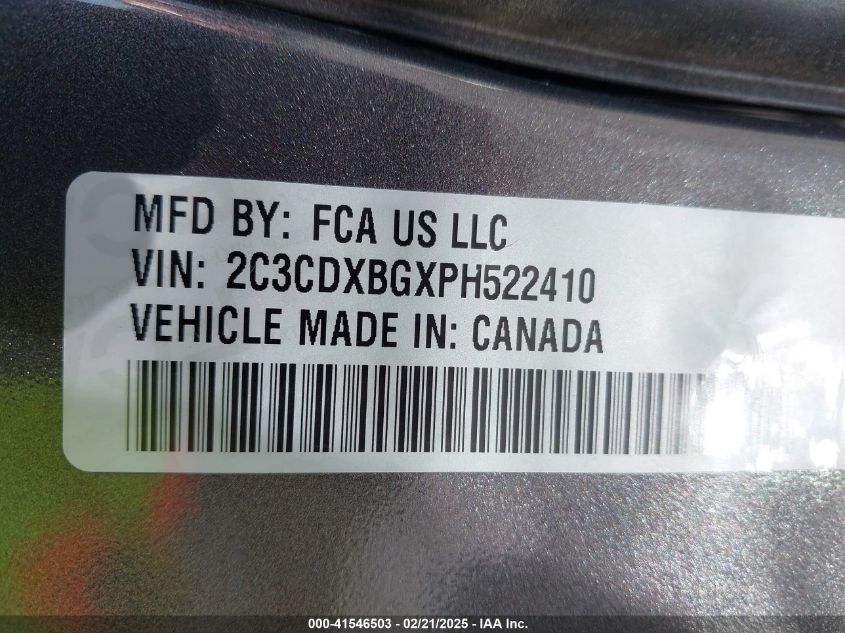 MFD BY: FCA US LLC
VIN: 2C3CDXBGXPH522410
VEHICLE MADE IN: CANADA
000-41546503 - 02/21/2025 - IAA Inc.